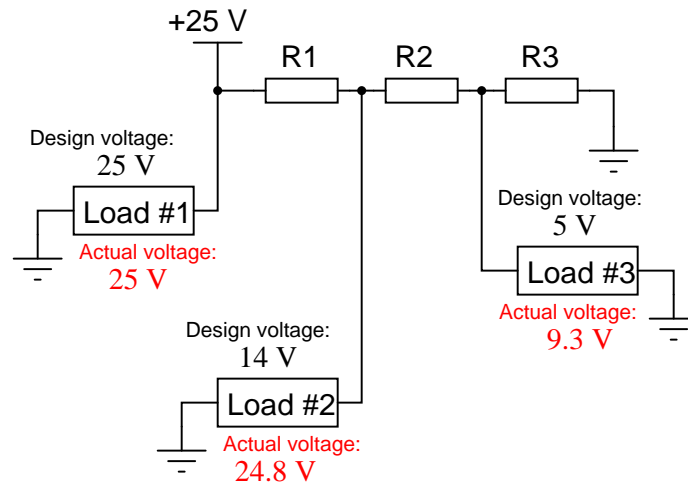 +25 V
R1
R2
R3
Design voltage:
25 V
Load #1
Actual voltage:
25 V
Design voltage:
5 V
Load #3
Actual voltage:
9.3 V
Design voltage:
14 V
Load #2
Actual voltage:
24.8 V